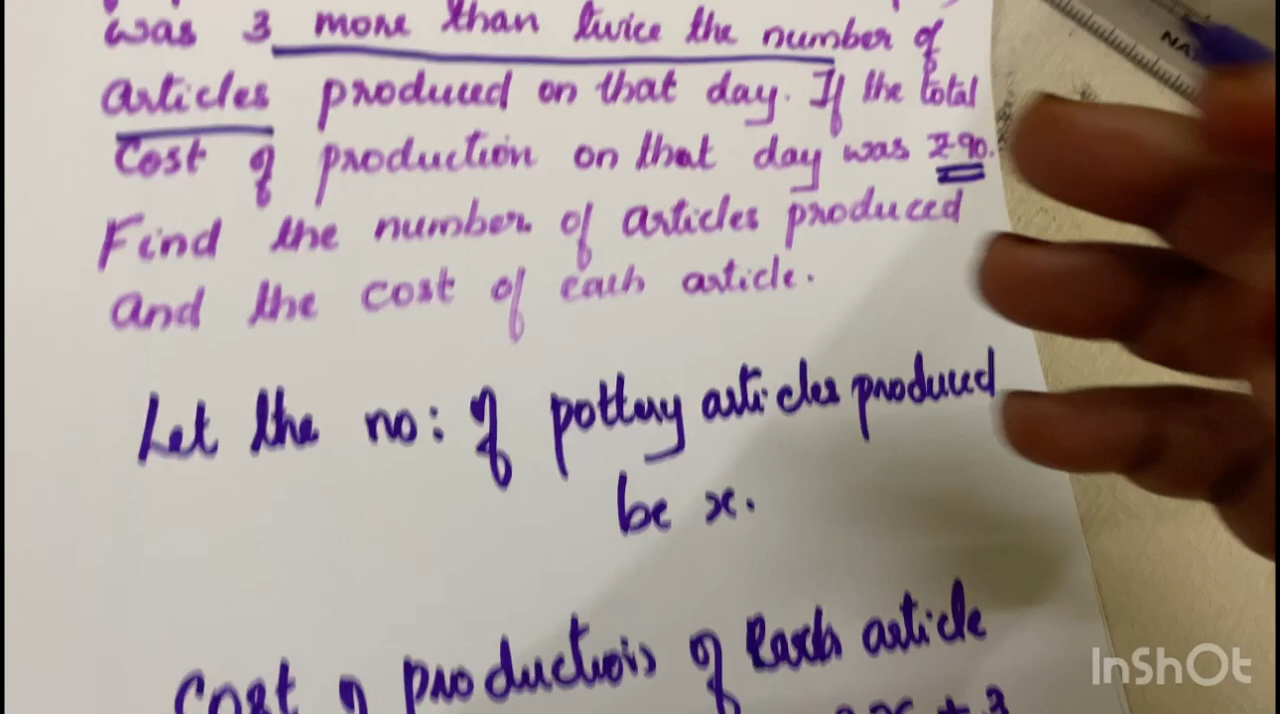 was 3 more than twice the number of
articles produced on that day. If the total
cost of production on that day was ₹90.
Find the number of articles produced
and the cost of each article.
Let the no: of pottery articles produced
be x.
Cost of production of Each article
2x + 3
InShOt